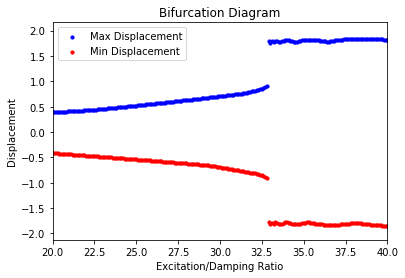 Bifurcation Diagram
Max Displacement
Min Displacement
Displacement
2.0
1.5
1.0
0.5
0.0
−0.5
−1.0
−1.5
−2.0
20.0 22.5 25.0 27.5 30.0 32.5 35.0 37.5 40.0
Excitation/Damping Ratio